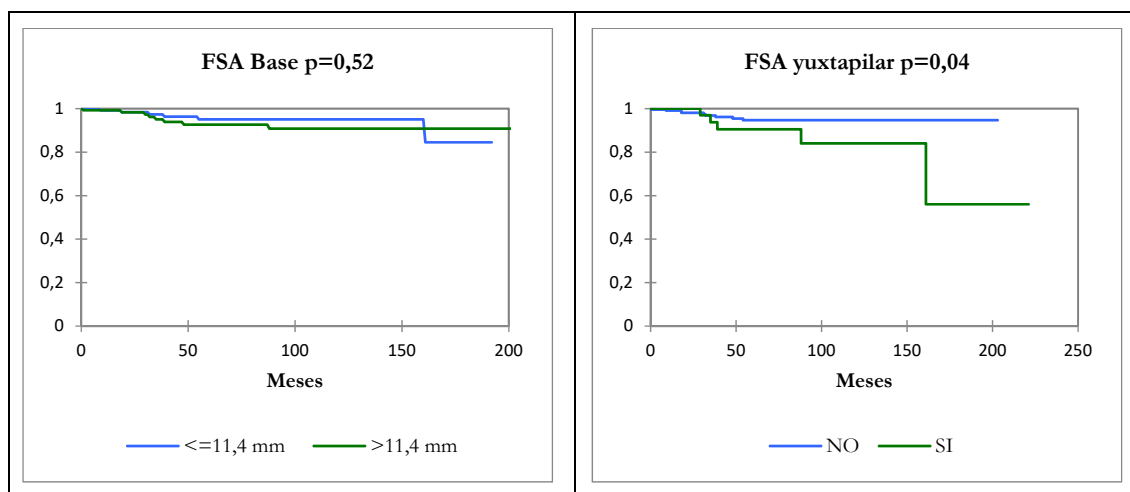 FSA Base p=0,52
1
0,8
0,6
0,4
0,2
0
0 50 100 150 200
Meses
<=11,4 mm >11,4 mm
FSA yuxtapilar p=0,04
1
0,8
0,6
0,4
0,2
0
0 50 100 150 200 250
Meses
NO SI